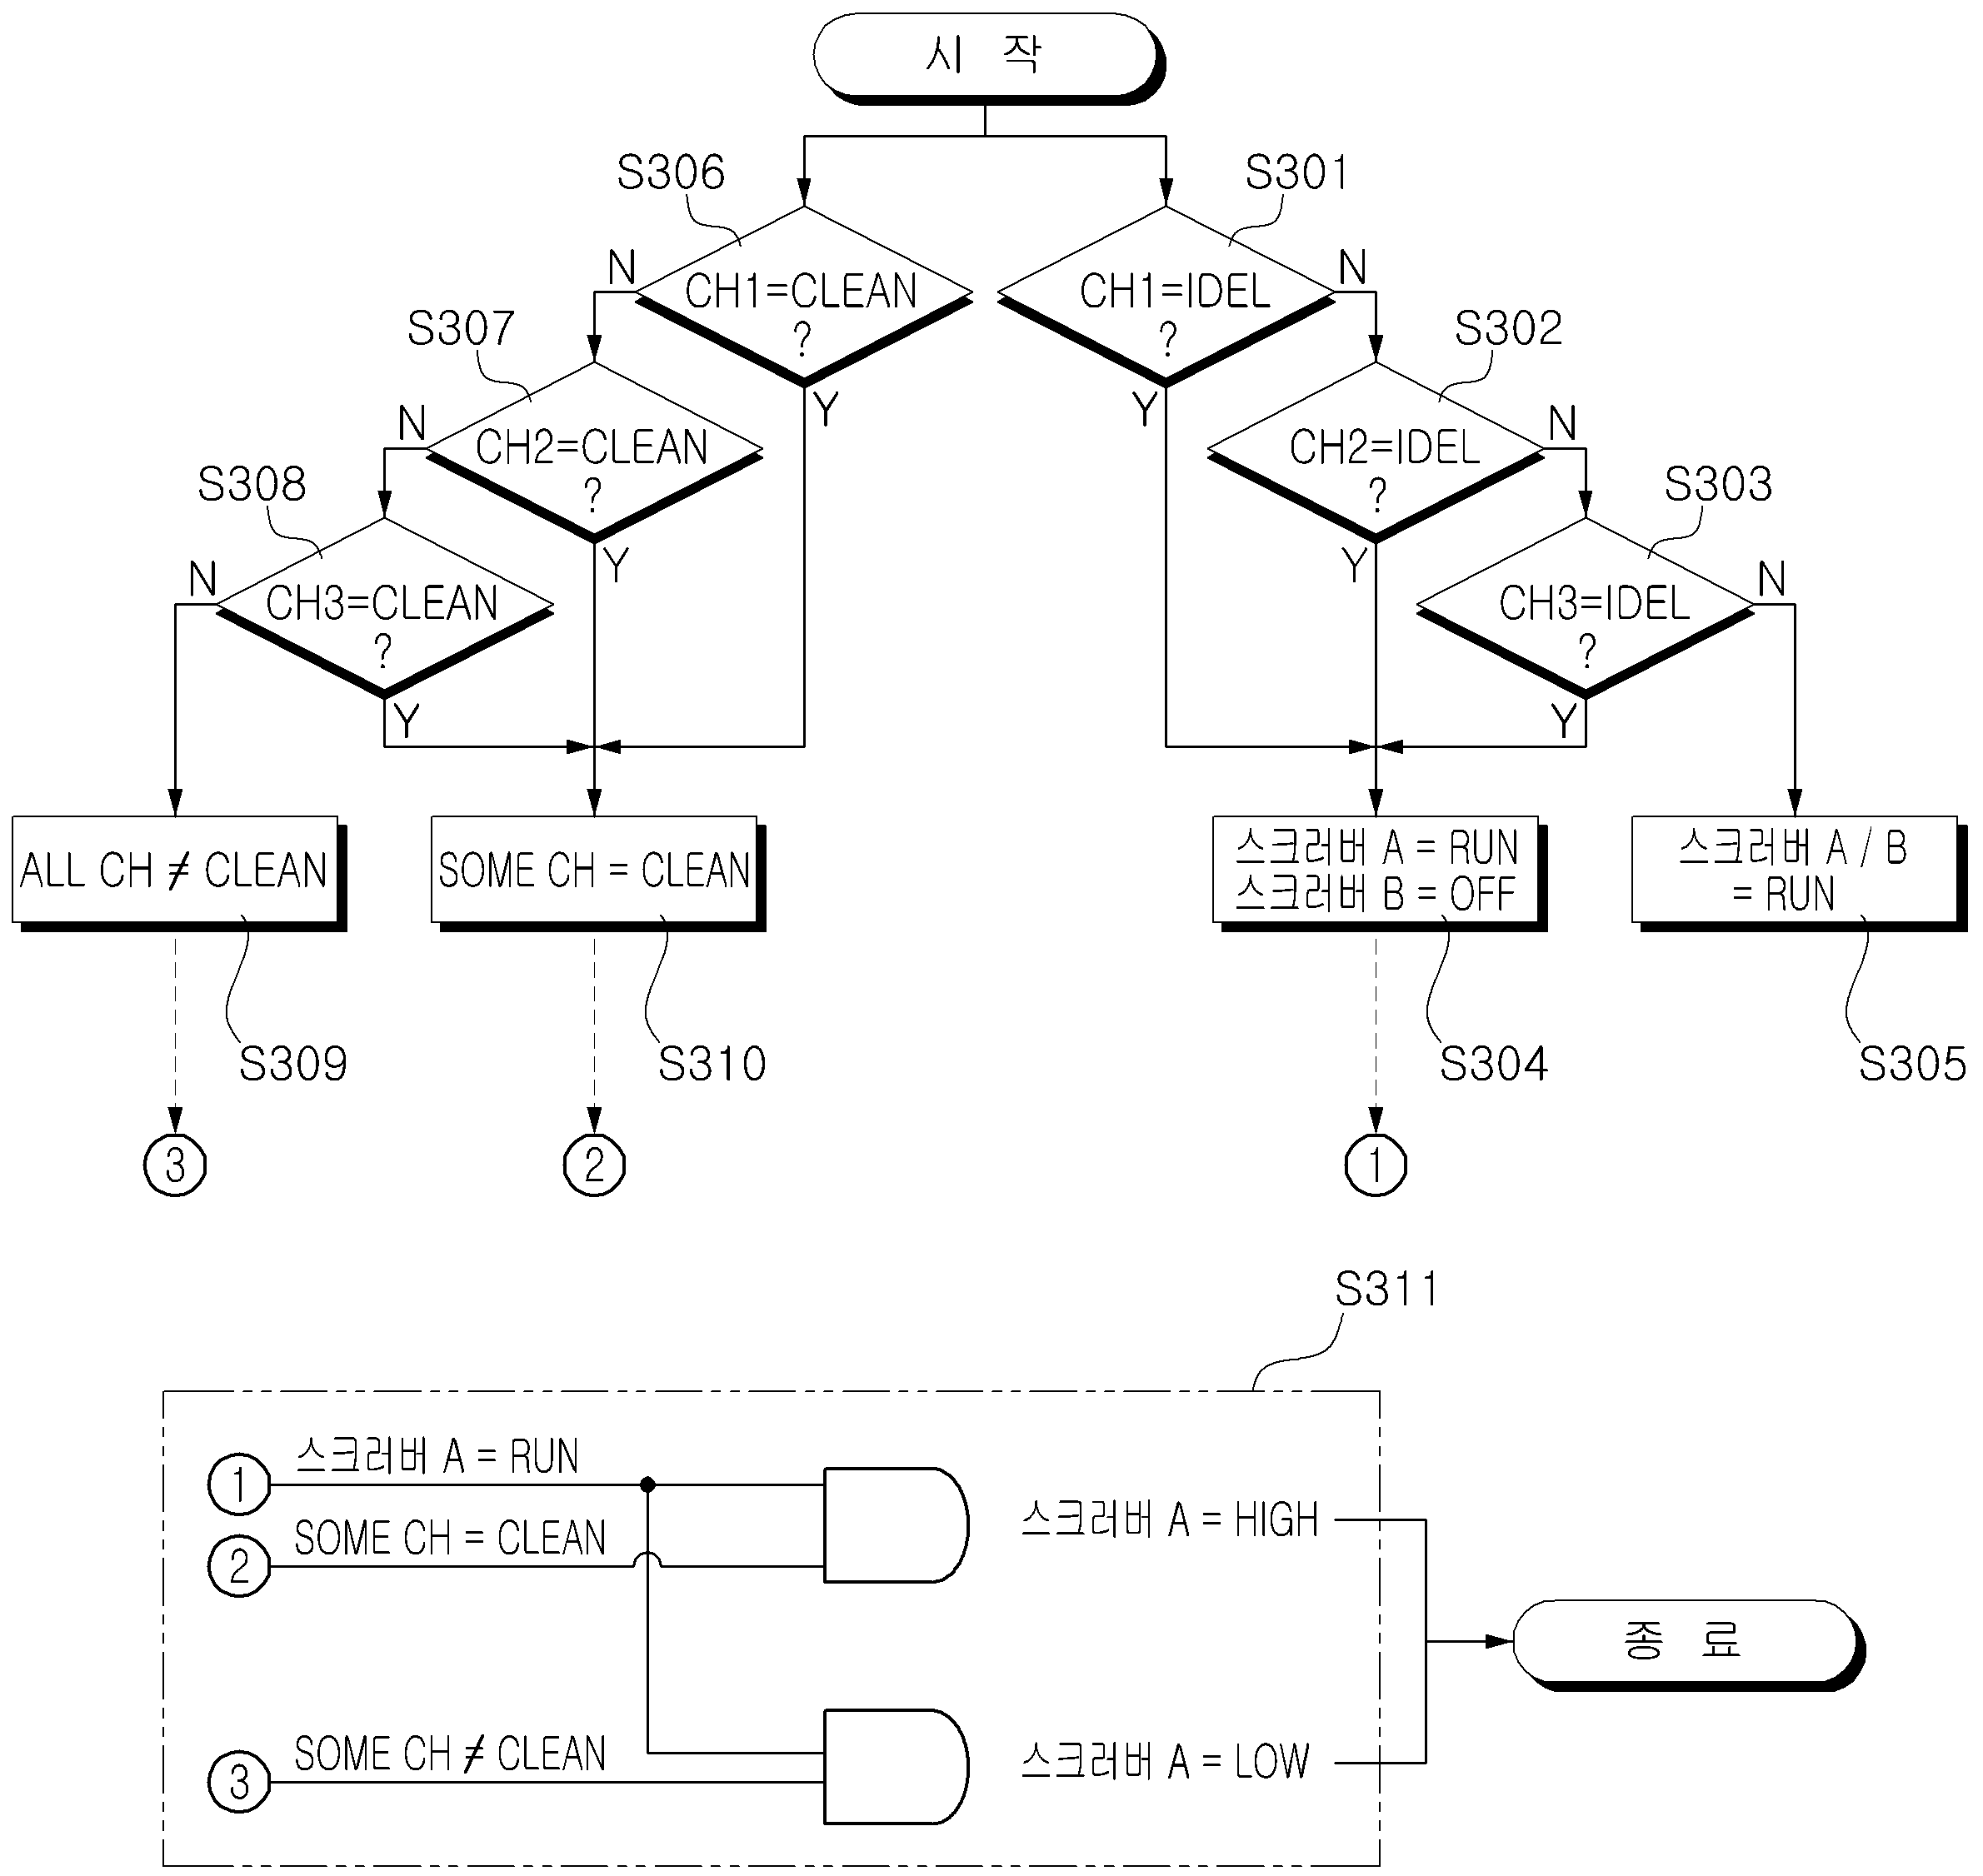 시 작
S306
S301
N
CH1=CLEAN
?
Y
CH1=IDEL
?
N
Y
S307
S302
N
CH2=CLEAN
?
Y
CH2=IDEL
?
N
Y
S308
S303
N
CH3=CLEAN
?
Y
CH3=IDEL
?
N
Y
ALL CH ≠ CLEAN
SOME CH = CLEAN
스크러버 A = RUN
스크러버 B = OFF
스크러버 A / B
= RUN
S309
S310
S304
S305
3
2
1
S311
1
스크러버 A = RUN
2
SOME CH = CLEAN
스크러버 A = HIGH
종 료
3
SOME CH ≠ CLEAN
스크러버 A = LOW